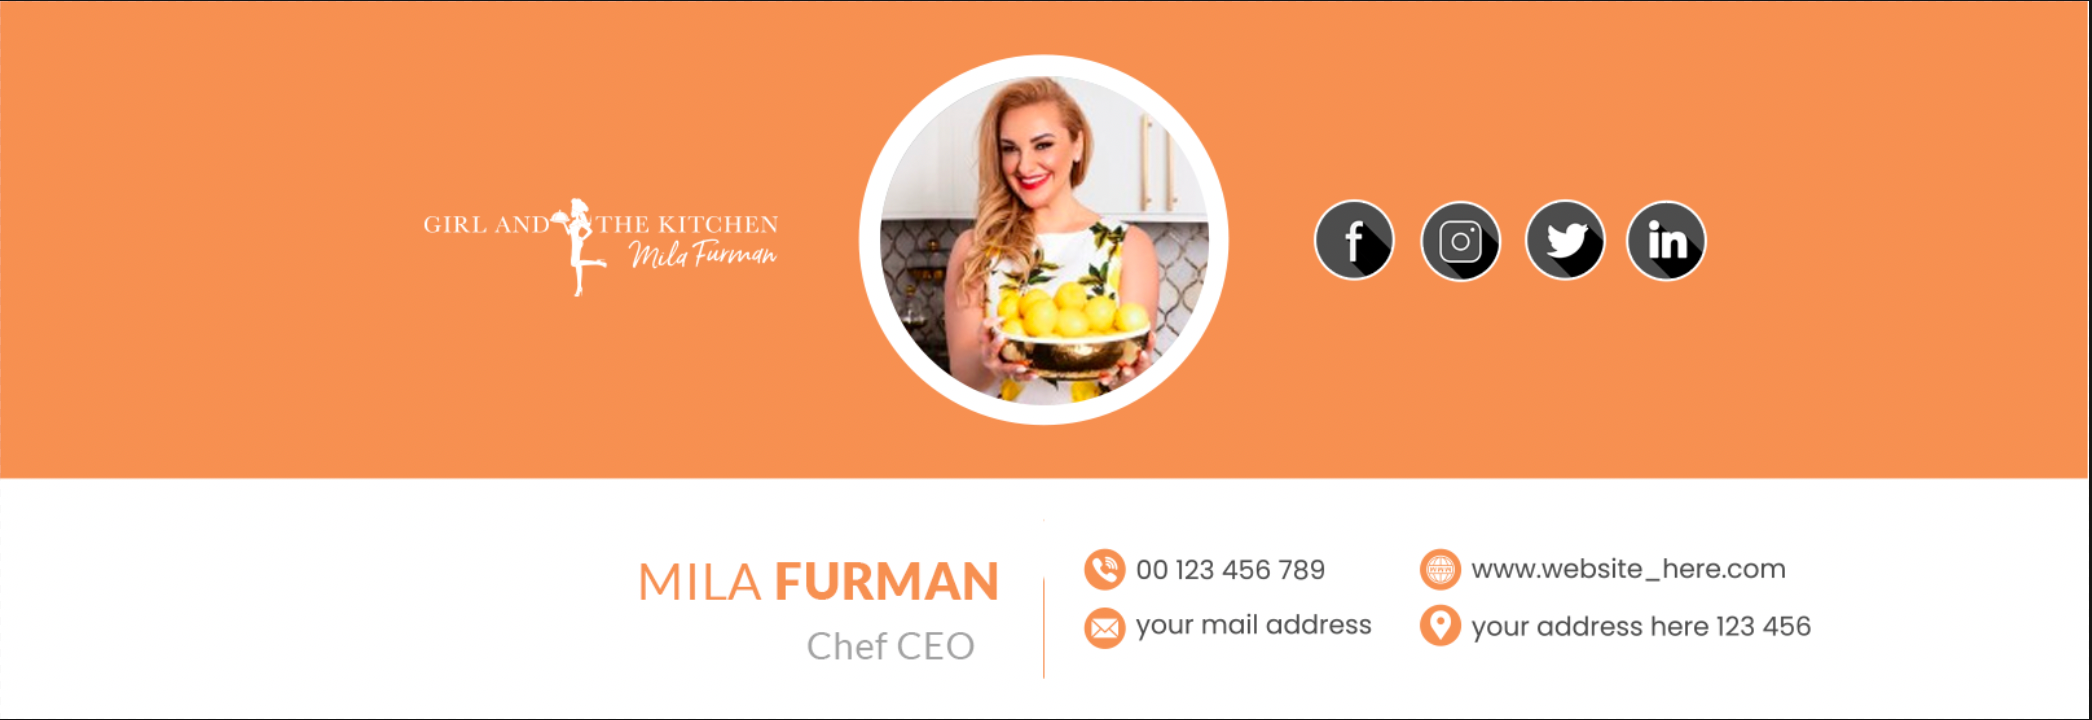 GIRL AND THE KITCHEN
Mila Furman
f
in
MILA FURMAN
Chef CEO
00 123 456 789
your mail address
www.website_here.com
your address here 123 456